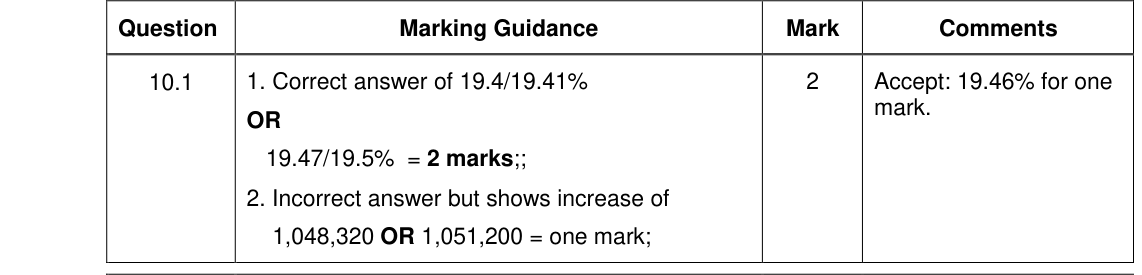 Question Marking Guidance Mark Comments
10.1 1. Correct answer of 19.4/19.41% 2 Accept: 19.46% for one
mark.
OR
19.47/19.5% = 2 marks;;
2. Incorrect answer but shows increase of
1,048,320 OR 1,051,200 = one mark;